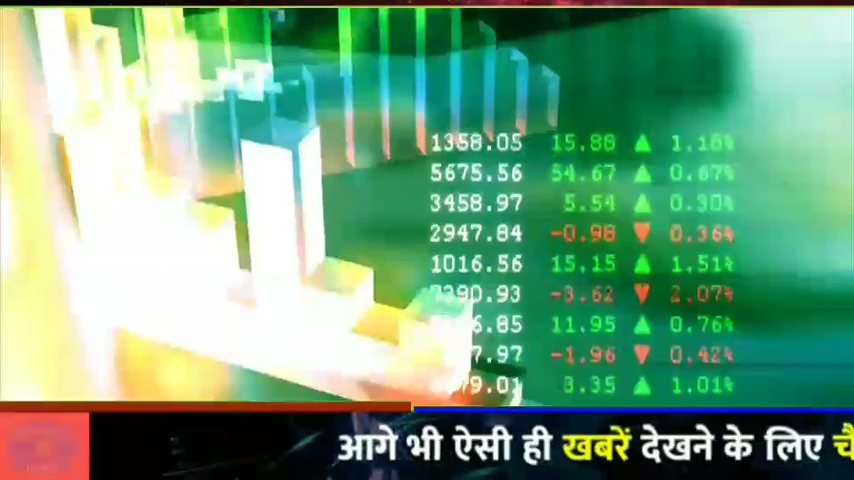 1358.05 15.88 ▲ 1.18%
5675.56 54.67 ▲ 0.67%
3458.97 5.54 ▲ 0.30%
2947.84 -0.98 ▼ 0.36%
1016.56 15.15 ▲ 1.51%
-3.62 ▼ 2.07%
11.95 ▲ 0.76%
-1.96 ▼ 0.42%
3.35 ▲ 1.01%
आगे भी ऐसी ही खबरें देखने के लिए